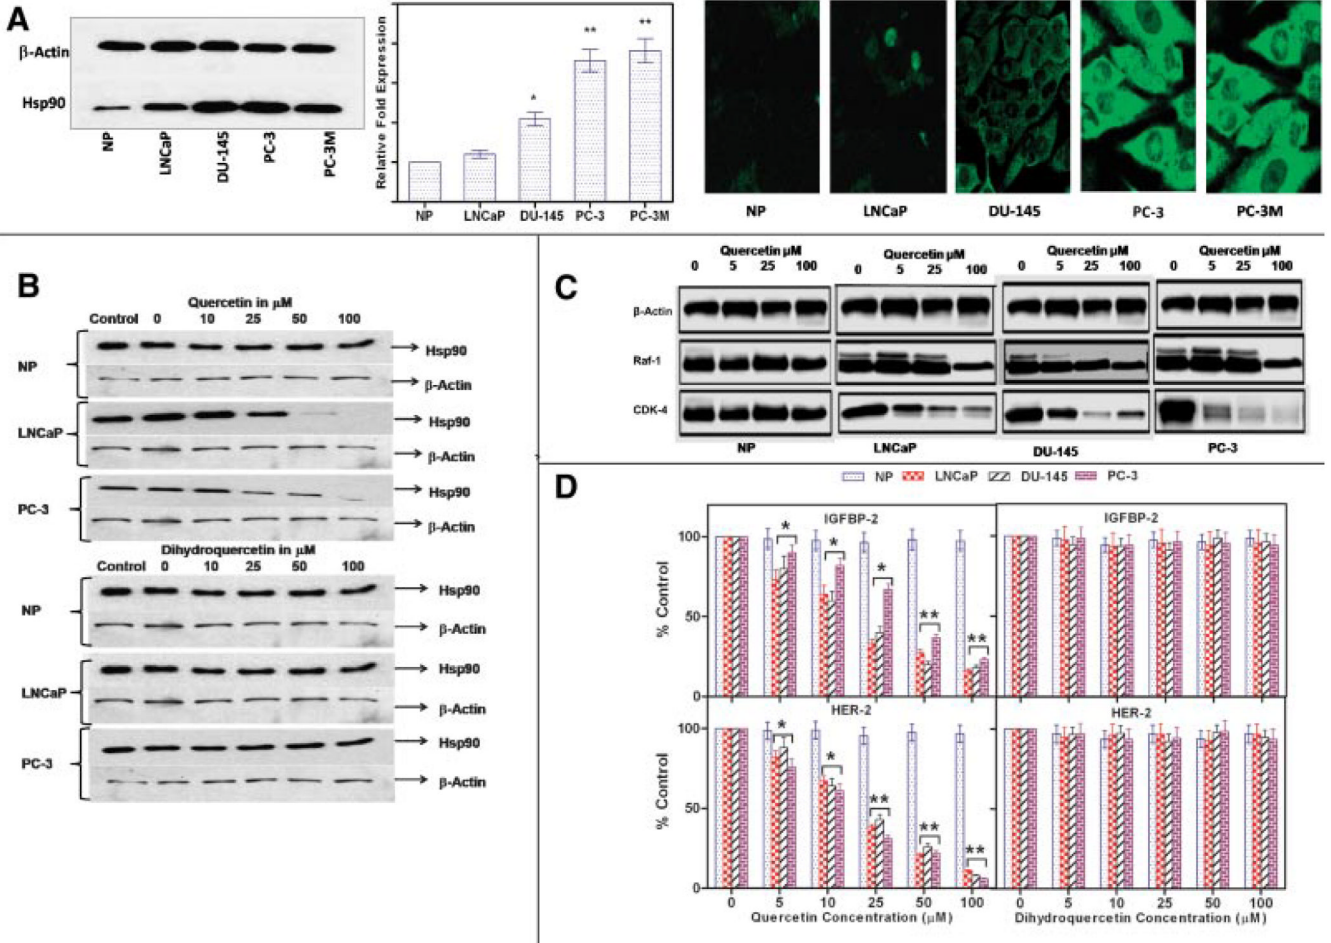 A
β-Actin
Hsp90
NP
LNCaP
DU-145
PC-3
PC-3M
Relative Fold Expression
*
**
**
NP LNCaP DU-145 PC-3 PC-3M
NP LNCaP DU-145 PC-3 PC-3M
B
Quercetin in μM
Control 0 10 25 50 100
NP
Hsp90
β-Actin
LNCaP
Hsp90
β-Actin
PC-3
Hsp90
β-Actin
Dihydroquercetin in μM
Control 0 10 25 50 100
NP
Hsp90
β-Actin
LNCaP
Hsp90
β-Actin
PC-3
Hsp90
β-Actin
C
Quercetin μM Quercetin μM Quercetin μM Quercetin μM
0 5 25 100 0 5 25 100 0 5 25 100 0 5 25 100
β-Actin
Raf-1
CDK-4
NP LNCaP DU-145 PC-3
D
NP LNCaP DU-145 PC-3
IGFBP-2
% Control
100
50
0
* * * ** **
IGFBP-2
HER-2
% Control
100
50
0
* * ** ** **
HER-2
0 5 10 25 50 100
Quercetin Concentration (μM)
0 5 10 25 50 100
Dihydroquercetin Concentration (μM)